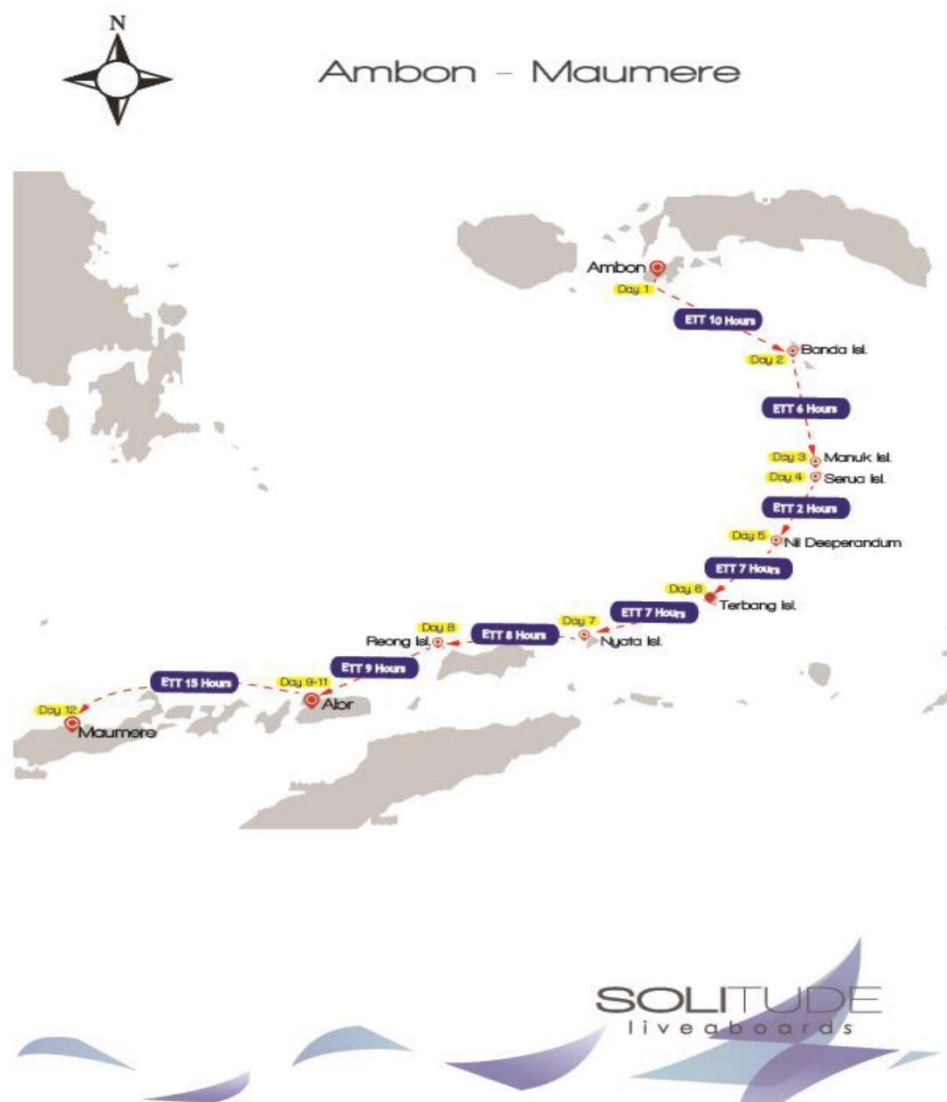 N
Ambon - Maumere
Ambon
Day 1
ETT 10 Hours
Banda Isl.
Day 2
ETT 6 Hours
Day 3
Manuk Isl.
Day 4
Serua Isl.
ETT 2 Hours
Day 5
Nil Desperandum
ETT 7 Hours
Day 6
Terbang Isl.
ETT 7 Hours
Day 7
Nyata Isl.
ETT 8 Hours
Day 8
Reong Isl.
ETT 9 Hours
Day 9-11
Alor
ETT 15 Hours
Day 12
Maumere
SOLITUDE
liveaboards